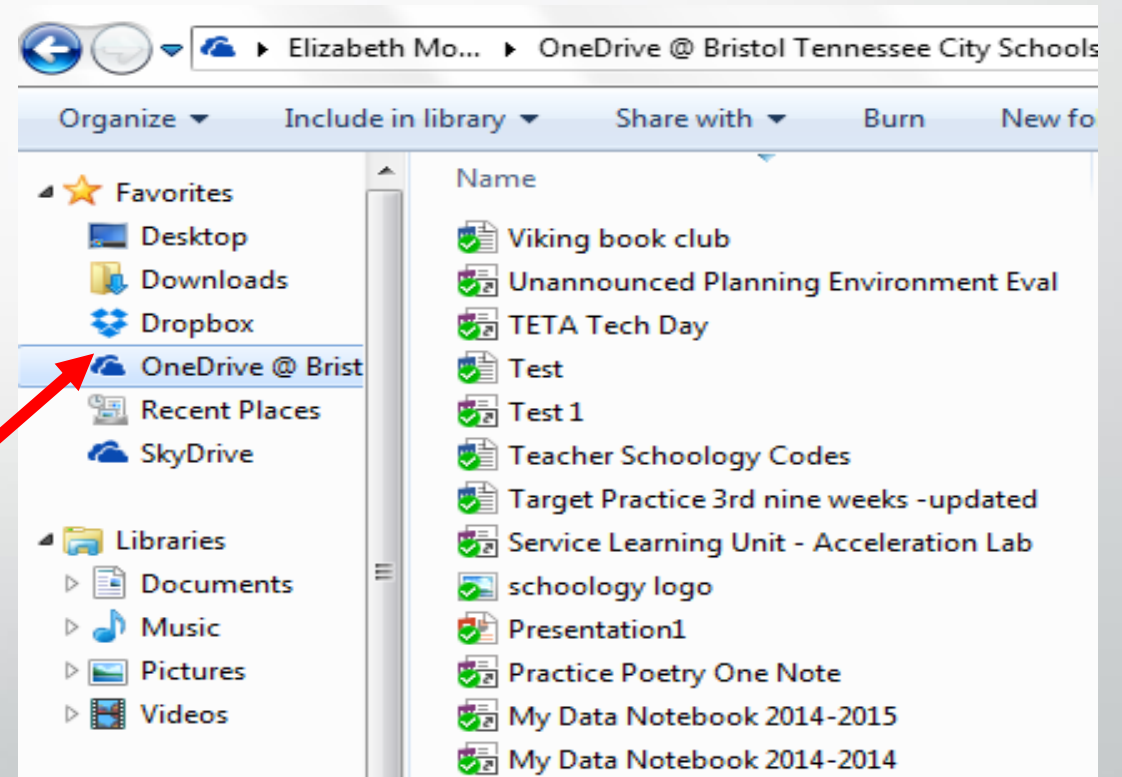 Elizabeth Mo... OneDrive @ Bristol Tennessee City Schools
Organize Include in library Share with Burn New fo
Favorites
Desktop
Downloads
Dropbox
OneDrive @ Brist
Recent Places
SkyDrive
Libraries
Documents
Music
Pictures
Videos
Name
Viking book club
Unannounced Planning Environment Eval
TETA Tech Day
Test
Test 1
Teacher Schoology Codes
Target Practice 3rd nine weeks -updated
Service Learning Unit - Acceleration Lab
schoology logo
Presentation1
Practice Poetry One Note
My Data Notebook 2014-2015
My Data Notebook 2014-2014